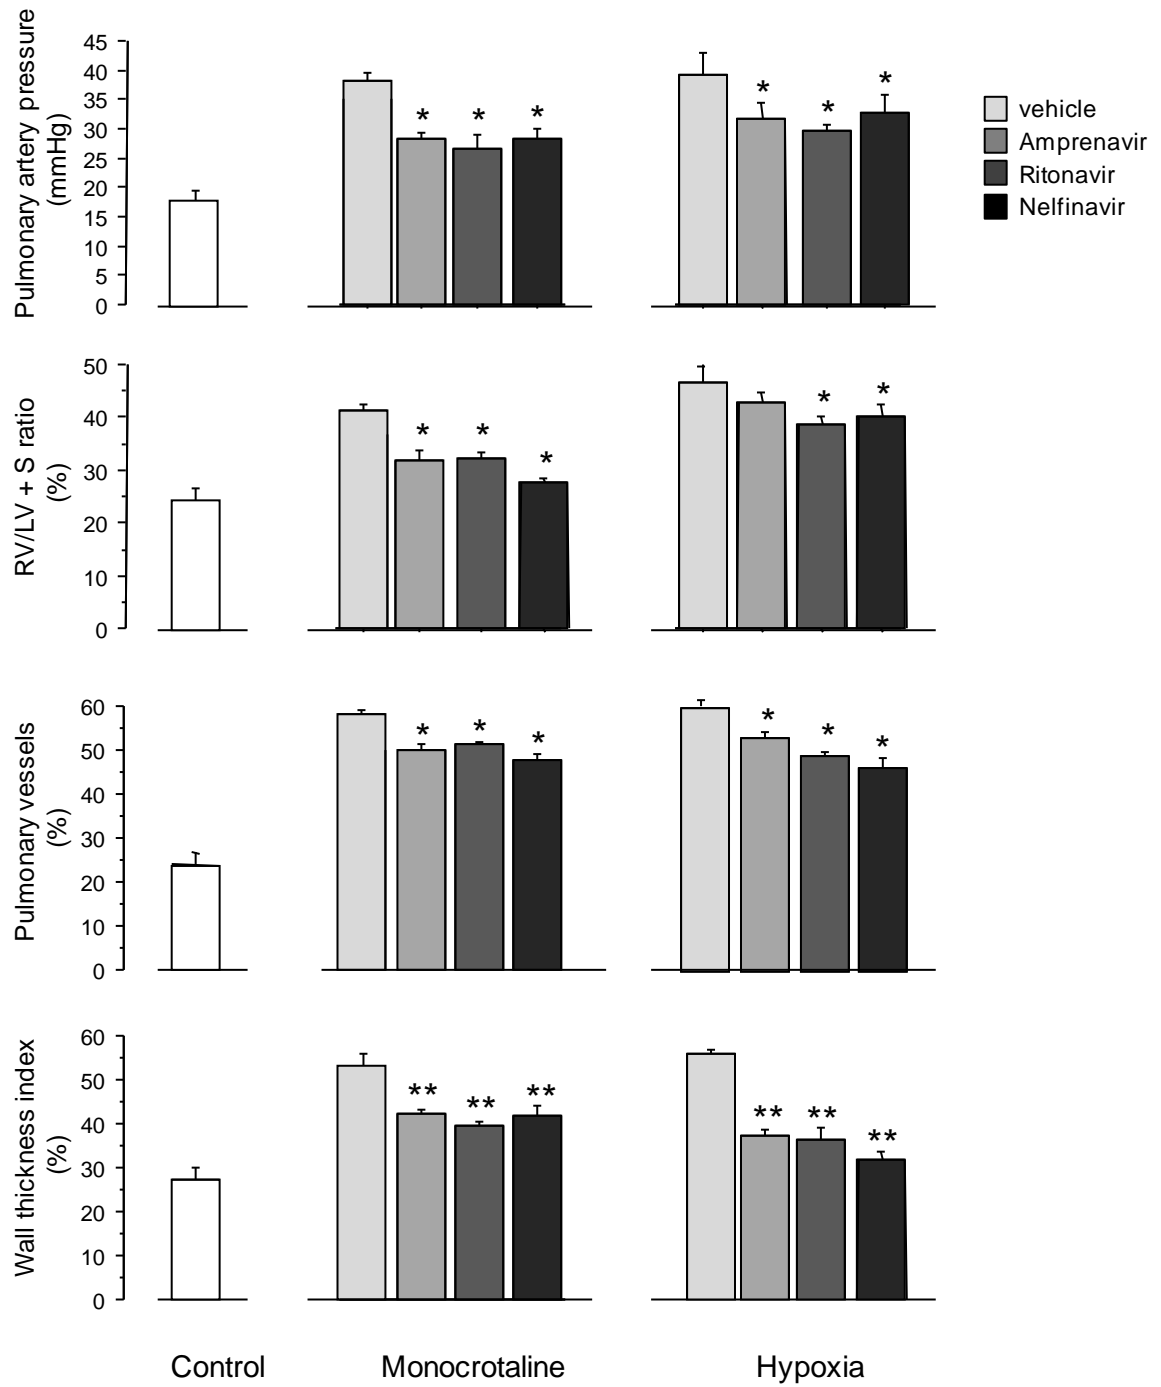 Pulmonary artery pressure
(mmHg)
45
40
35
30
25
20
15
10
5
0
* * *
* * *
vehicle
Amprenavir
Ritonavir
Nelfinavir
RV/LV + S ratio
(%)
50
40
30
20
10
0
* * *
* *
Pulmonary vessels
(%)
60
50
40
30
20
10
0
* * *
* * *
Wall thickness index
(%)
60
50
40
30
20
10
0
** ** **
** ** **
Control Monocrotaline Hypoxia